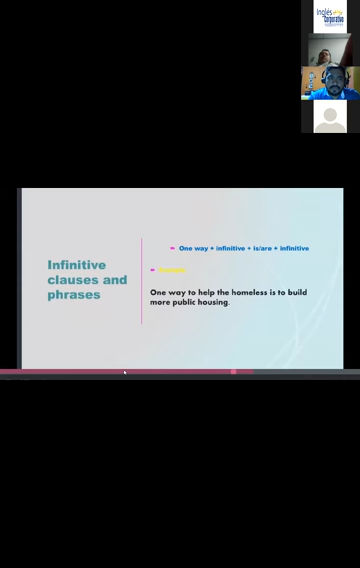 Inglés
Corporativo
Infinitive
clauses and
phrases
One way + infinitive + is/are + infinitive
One way to help the homeless is to build
more public housing.